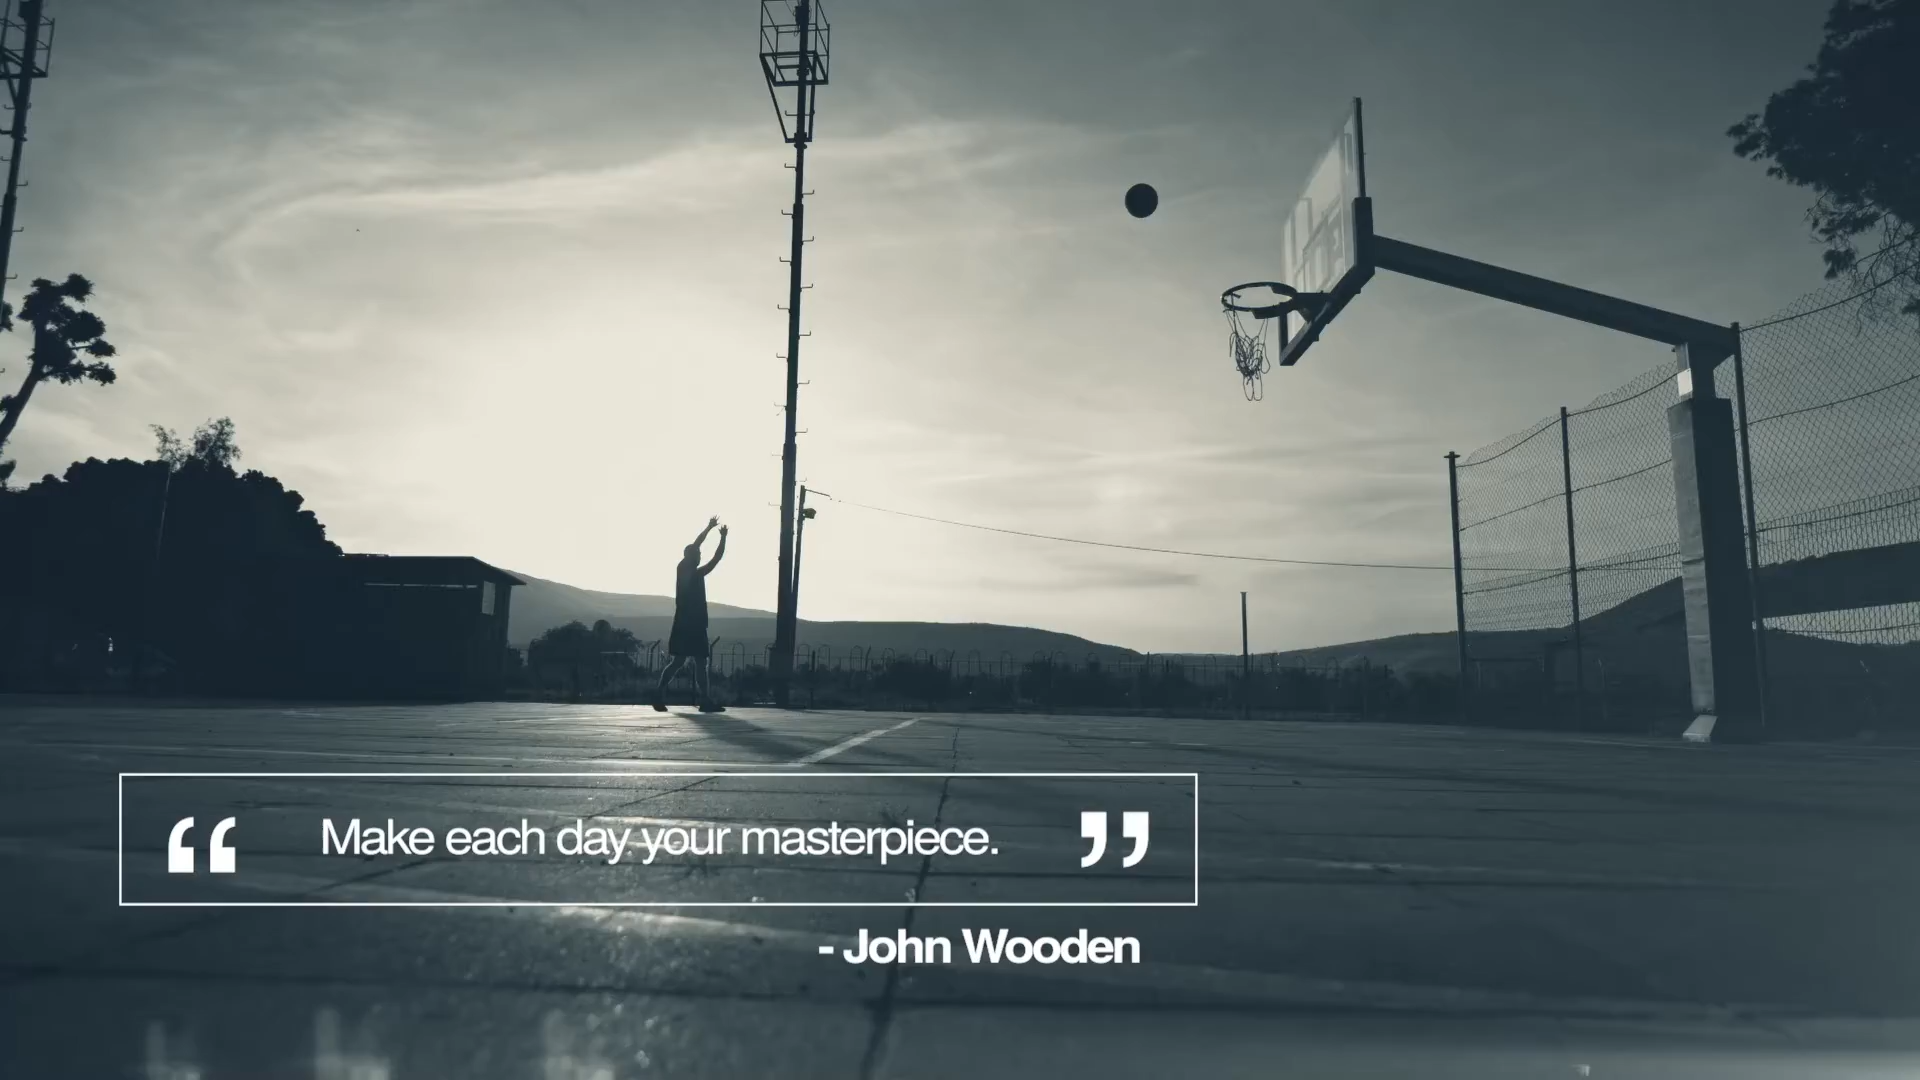 “ Make each day your masterpiece. ”
- John Wooden